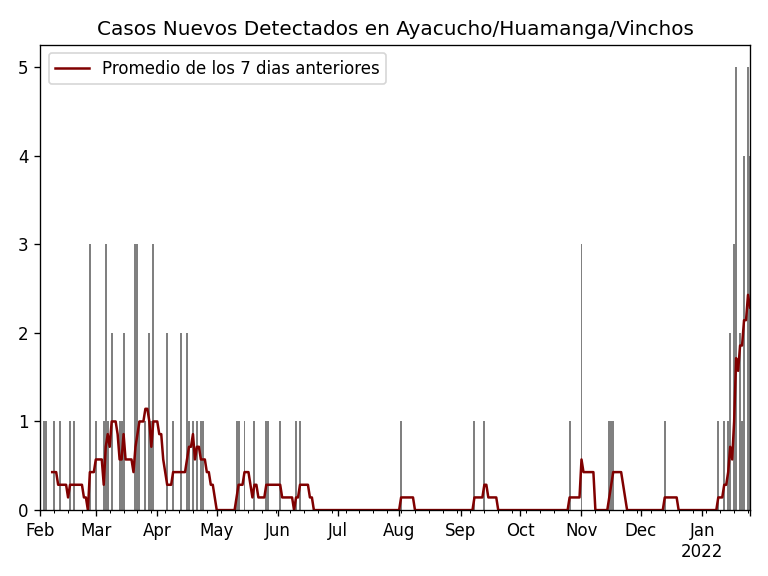 Casos Nuevos Detectados en Ayacucho/Huamanga/Vinchos
Promedio de los 7 dias anteriores
5
4
3
2
1
0
Feb Mar Apr May Jun Jul Aug Sep Oct Nov Dec Jan
2022